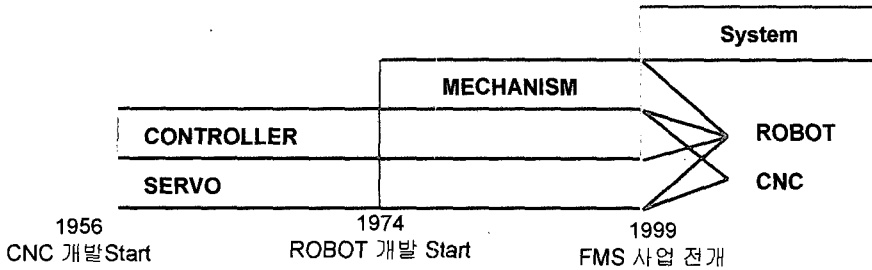 System
MECHANISM
CONTROLLER
ROBOT
SERVO
CNC
1956
1974
1999
CNC 개발Start
ROBOT 개발 Start
FMS 사업 전개